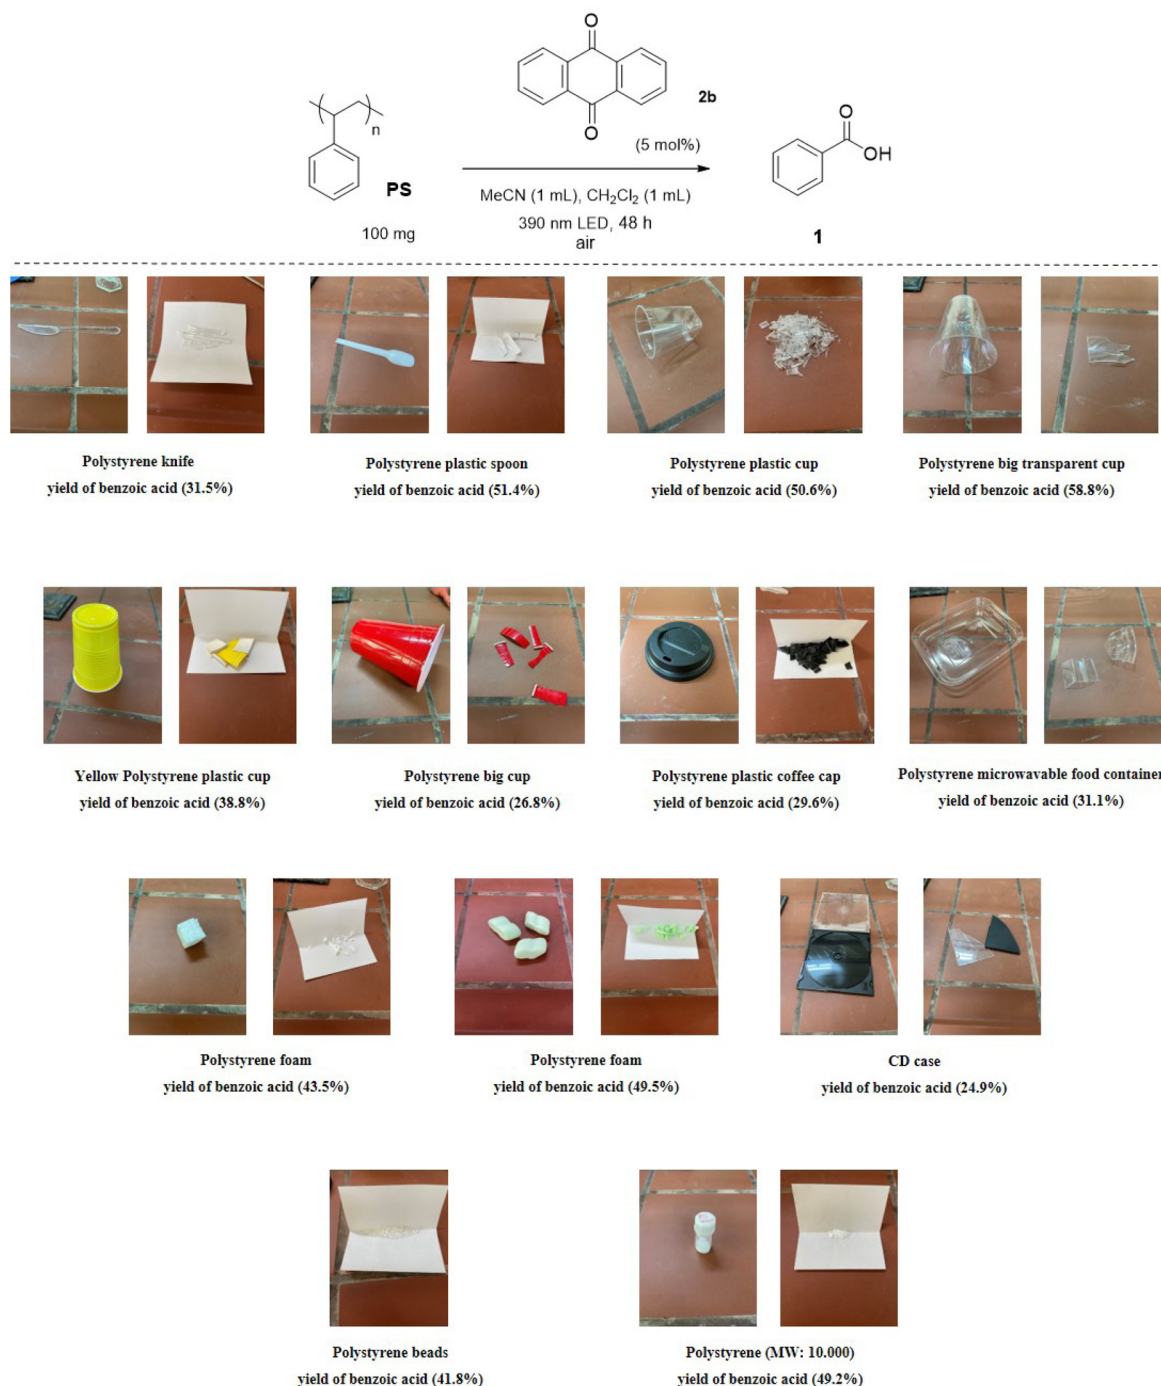 O
O
2b
(5 mol%)
n
PS
100 mg
MeCN (1 mL), CH2Cl2 (1 mL)
390 nm LED, 48 h
air
O
OH
1
Polystyrene knife
yield of benzoic acid (31.5%)
Polystyrene plastic spoon
yield of benzoic acid (51.4%)
Polystyrene plastic cup
yield of benzoic acid (50.6%)
Polystyrene big transparent cup
yield of benzoic acid (58.8%)
Yellow Polystyrene plastic cup
yield of benzoic acid (38.8%)
Polystyrene big cup
yield of benzoic acid (26.8%)
Polystyrene plastic coffee cap
yield of benzoic acid (29.6%)
Polystyrene microwavable food container
yield of benzoic acid (31.1%)
Polystyrene foam
yield of benzoic acid (43.5%)
Polystyrene foam
yield of benzoic acid (49.5%)
CD case
yield of benzoic acid (24.9%)
Polystyrene beads
yield of benzoic acid (41.8%)
Polystyrene (MW: 10.000)
yield of benzoic acid (49.2%)